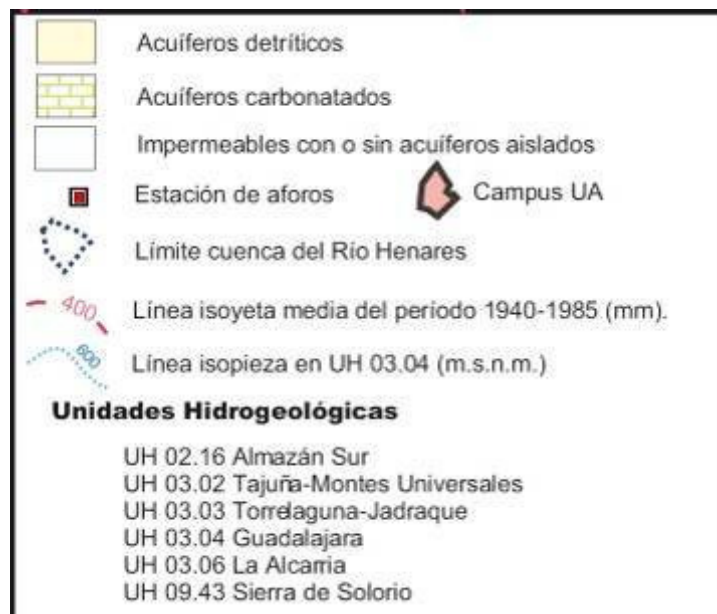 Acuíferos detríticos
Acuíferos carbonatados
Impermeables con o sin acuíferos aislados
Estación de aforos
Campus UA
Límite cuenca del Río Henares
400
Línea isoyeta media del período 1940-1985 (mm).
600
Línea isopieza en UH 03.04 (m.s.n.m.)
Unidades Hidrogeológicas
UH 02.16 Almazán Sur
UH 03.02 Tajuña-Montes Universales
UH 03.03 Torrelaguna-Jadraque
UH 03.04 Guadalajara
UH 03.06 La Alcarria
UH 09.43 Sierra de Solorio